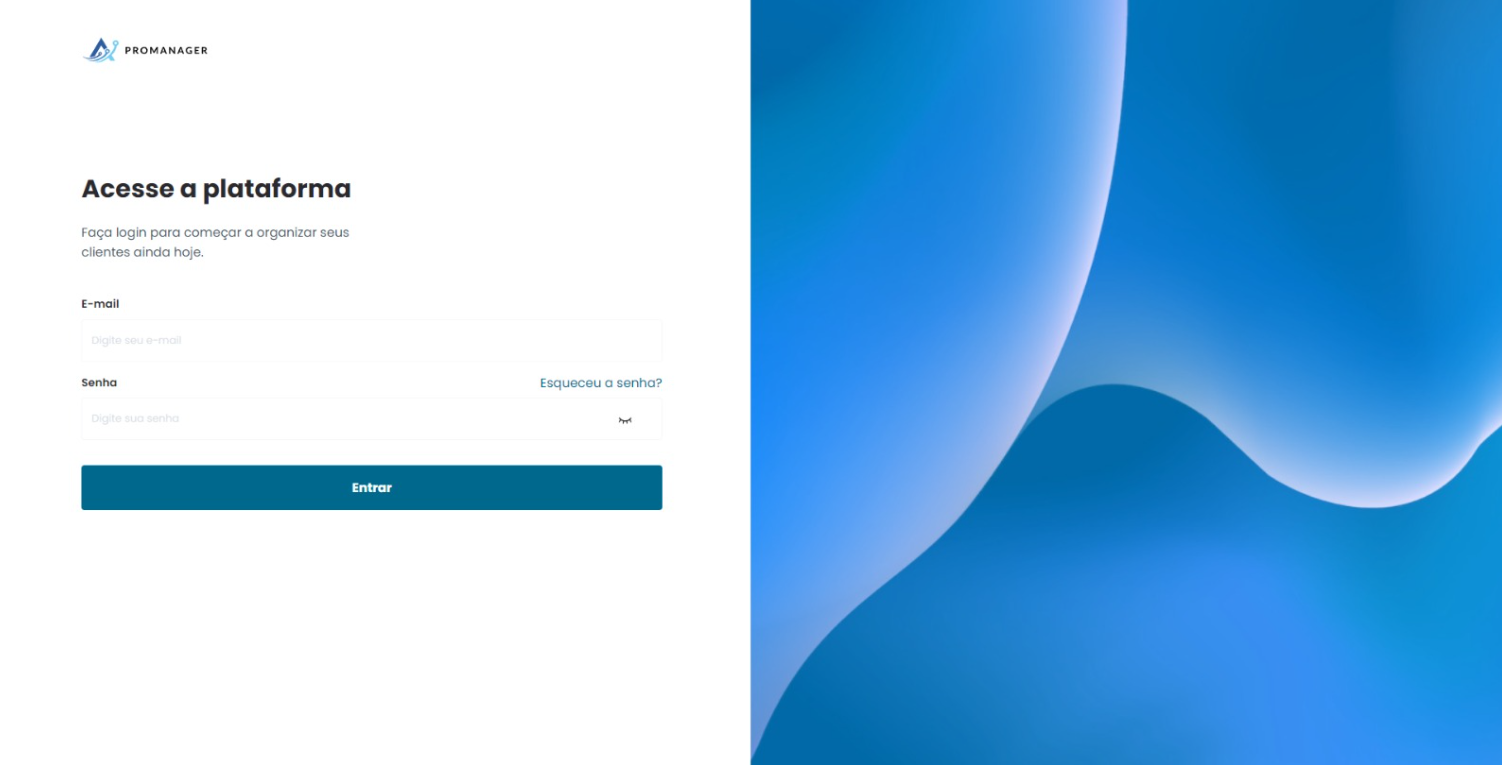 PROMANAGER
Acesse a plataforma
Faça login para começar a organizar seus
clientes ainda hoje.
E-mail
Digite seu e-mail
Senha
Esqueceu a senha?
Digite sua senha
Entrar